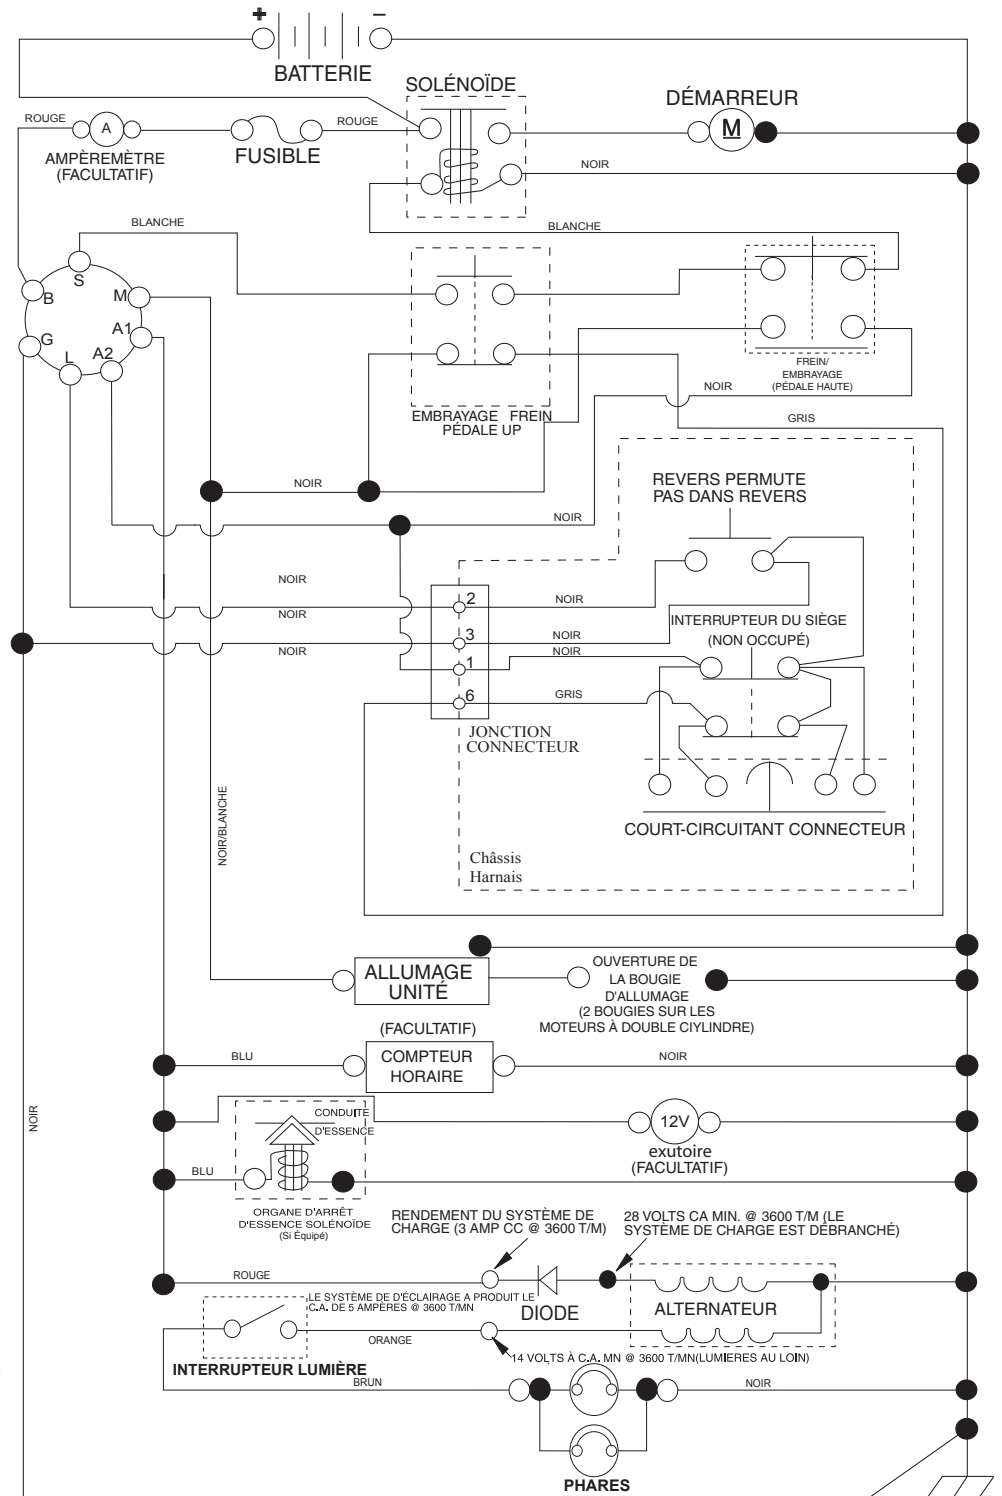 + −
BATTERIE
SOLÉNOÏDE
DÉMARREUR
ROUGE
A
ROUGE
M
AMPÈREMÈTRE
(FACULTATIF)
FUSIBLE
NOIR
BLANCHE
BLANCHE
S
B
M
G
A1
L
A2
FREIN/
EMBRAYAGE
(PÉDALE HAUTE)
NOIR
EMBRAYAGE FREIN
PÉDALE UP
GRIS
REVERS PERMUTE
PAS DANS REVERS
NOIR
NOIR
NOIR
2
NOIR
NOIR
INTERRUPTEUR DU SIÈGE
(NON OCCUPÉ)
3
NOIR
NOIR
NOIR
1
6
GRIS
JONCTION
CONNECTEUR
NOIR/BLANCHE
COURT-CIRCUITANT CONNECTEUR
Châssis
Harnais
ALLUMAGE
UNITÉ
OUVERTURE DE
LA BOUGIE
D'ALLUMAGE
(2 BOUGIES SUR LES
MOTEURS À DOUBLE CIYLINDRE)
(FACULTATIF)
BLU
COMPTEUR
HORAIRE
NOIR
NOIR
CONDUITE
D'ESSENCE
12V
exutoire
(FACULTATIF)
BLU
ORGANE D'ARRÊT
D'ESSENCE SOLÉNOÏDE
(Si Équipé)
RENDEMENT DU SYSTÈME DE
CHARGE (3 AMP CC @ 3600 T/M)
28 VOLTS CA MIN. @ 3600 T/M (LE
SYSTÈME DE CHARGE EST DÉBRANCHÉ)
ROUGE
LE SYSTÈME DE D'ÉCLAIRAGE A PRODUIT LE
C.A. DE 5 AMPÈRES @ 3600 T/MN
DIODE
ALTERNATEUR
ORANGE
14 VOLTS À C.A. MN @ 3600 T/MN(LUMIERES AU LOIN)
INTERRUPTEUR LUMIÈRE
BRUN
NOIR
PHARES